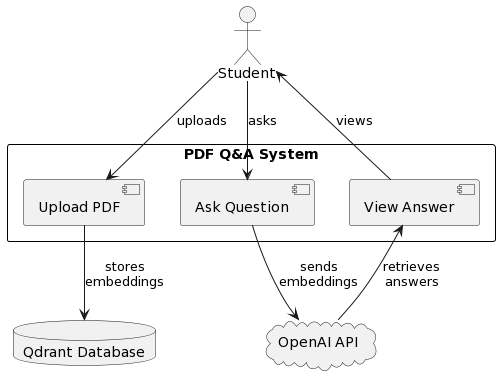 Student
uploads
asks
views
PDF Q&A System
Upload PDF
Ask Question
View Answer
stores
embeddings
sends
embeddings
retrieves
answers
Qdrant Database
OpenAI API